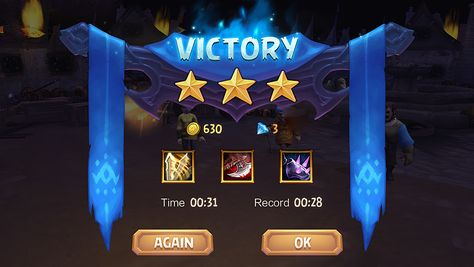 VICTORY
630 3
Time 00:31 Record 00:28
AGAIN OK